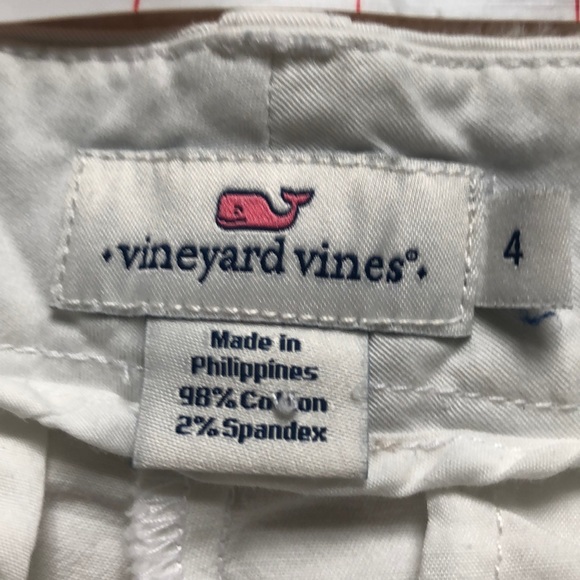 vineyard vines®
4
Made in
Philippines
98% Cotton
2% Spandex